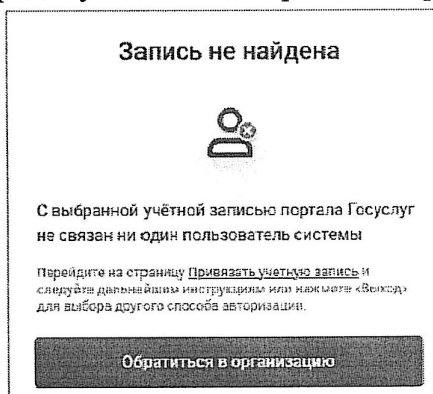 Запись не найдена
С выбранной учётной записью портала Госуслуг
не связан ни один пользователь системы
Перейдите на страницу Привязать учетную запись и
следуйте дальнейшим инструкциям или нажмите «Выход»
для выбора другого способа авторизации.
Обратиться в организацию